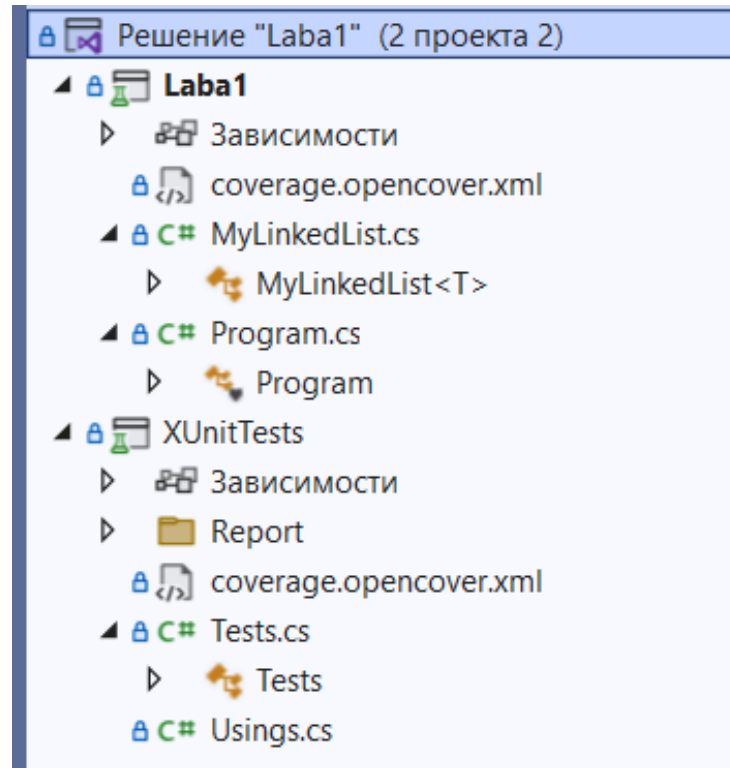 Решение "Laba1" (2 проекта 2)
Laba1
Зависимости
coverage.opencover.xml
C# MyLinkedList.cs
MyLinkedList<T>
C# Program.cs
Program
XUnitTests
Зависимости
Report
coverage.opencover.xml
C# Tests.cs
Tests
C# Usings.cs